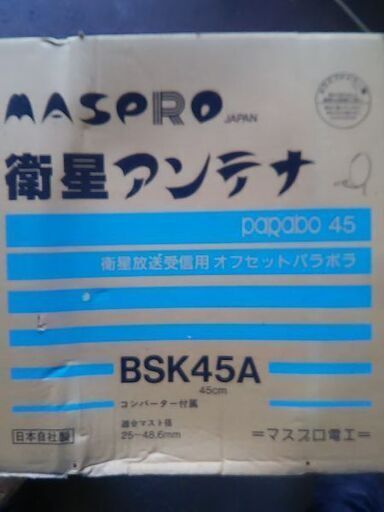 MASPRO
JAPAN
衛星アンテナ
paRabo 45
衛星放送受信用オフセットパラボラ
BSK45A
45cm
コンバーター付属
適合マスト径
25〜48.6mm
日本自社製
=マスプロ電工=